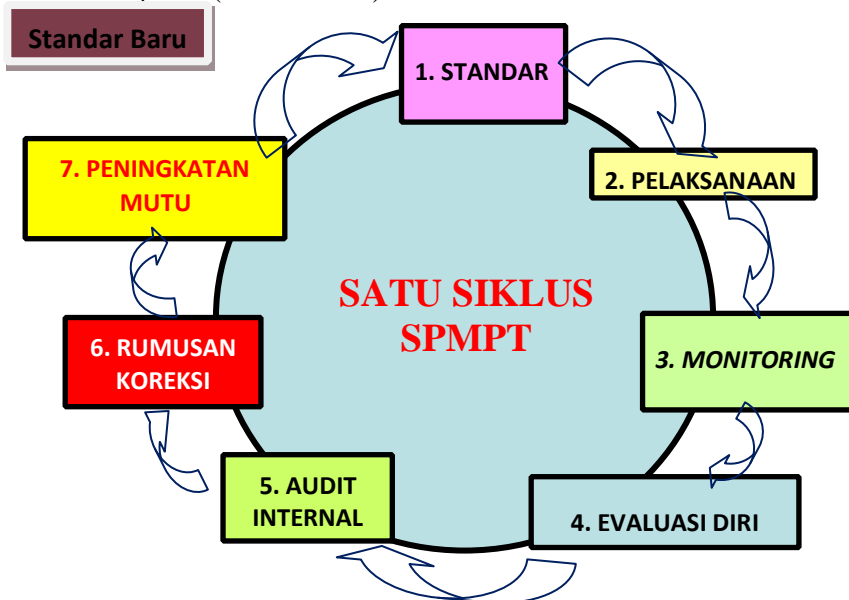 Standar Baru
1. STANDAR
2. PELAKSANAAN
3. MONITORING
4. EVALUASI DIRI
5. AUDIT
INTERNAL
6. RUMUSAN
KOREKSI
7. PENINGKATAN
MUTU
SATU SIKLUS
SPMPT